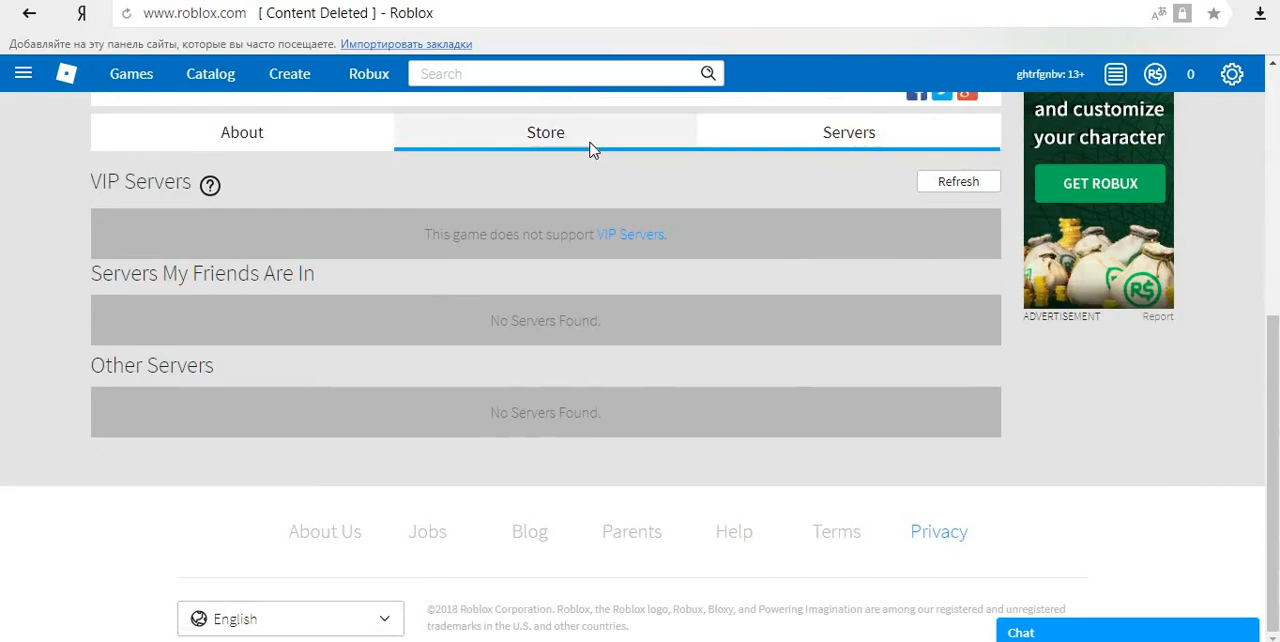 Я www.roblox.com [ Content Deleted ] - Roblox
Добавляйте на эту панель сайты, которые вы часто посещаете. Импортировать закладки
Games Catalog Create Robux Search ghtrfgnbv: 13+ R$ 0
and customize
your character
GET ROBUX
R$
ADVERTISEMENT Report
About Store Servers
VIP Servers ? Refresh
This game does not support VIP Servers.
Servers My Friends Are In
No Servers Found.
Other Servers
No Servers Found.
About Us Jobs Blog Parents Help Terms Privacy
English
©2018 Roblox Corporation. Roblox, the Roblox logo, Robux, Bloxy, and Powering Imagination are among our registered and unregistered
trademarks in the U.S. and other countries.
Chat